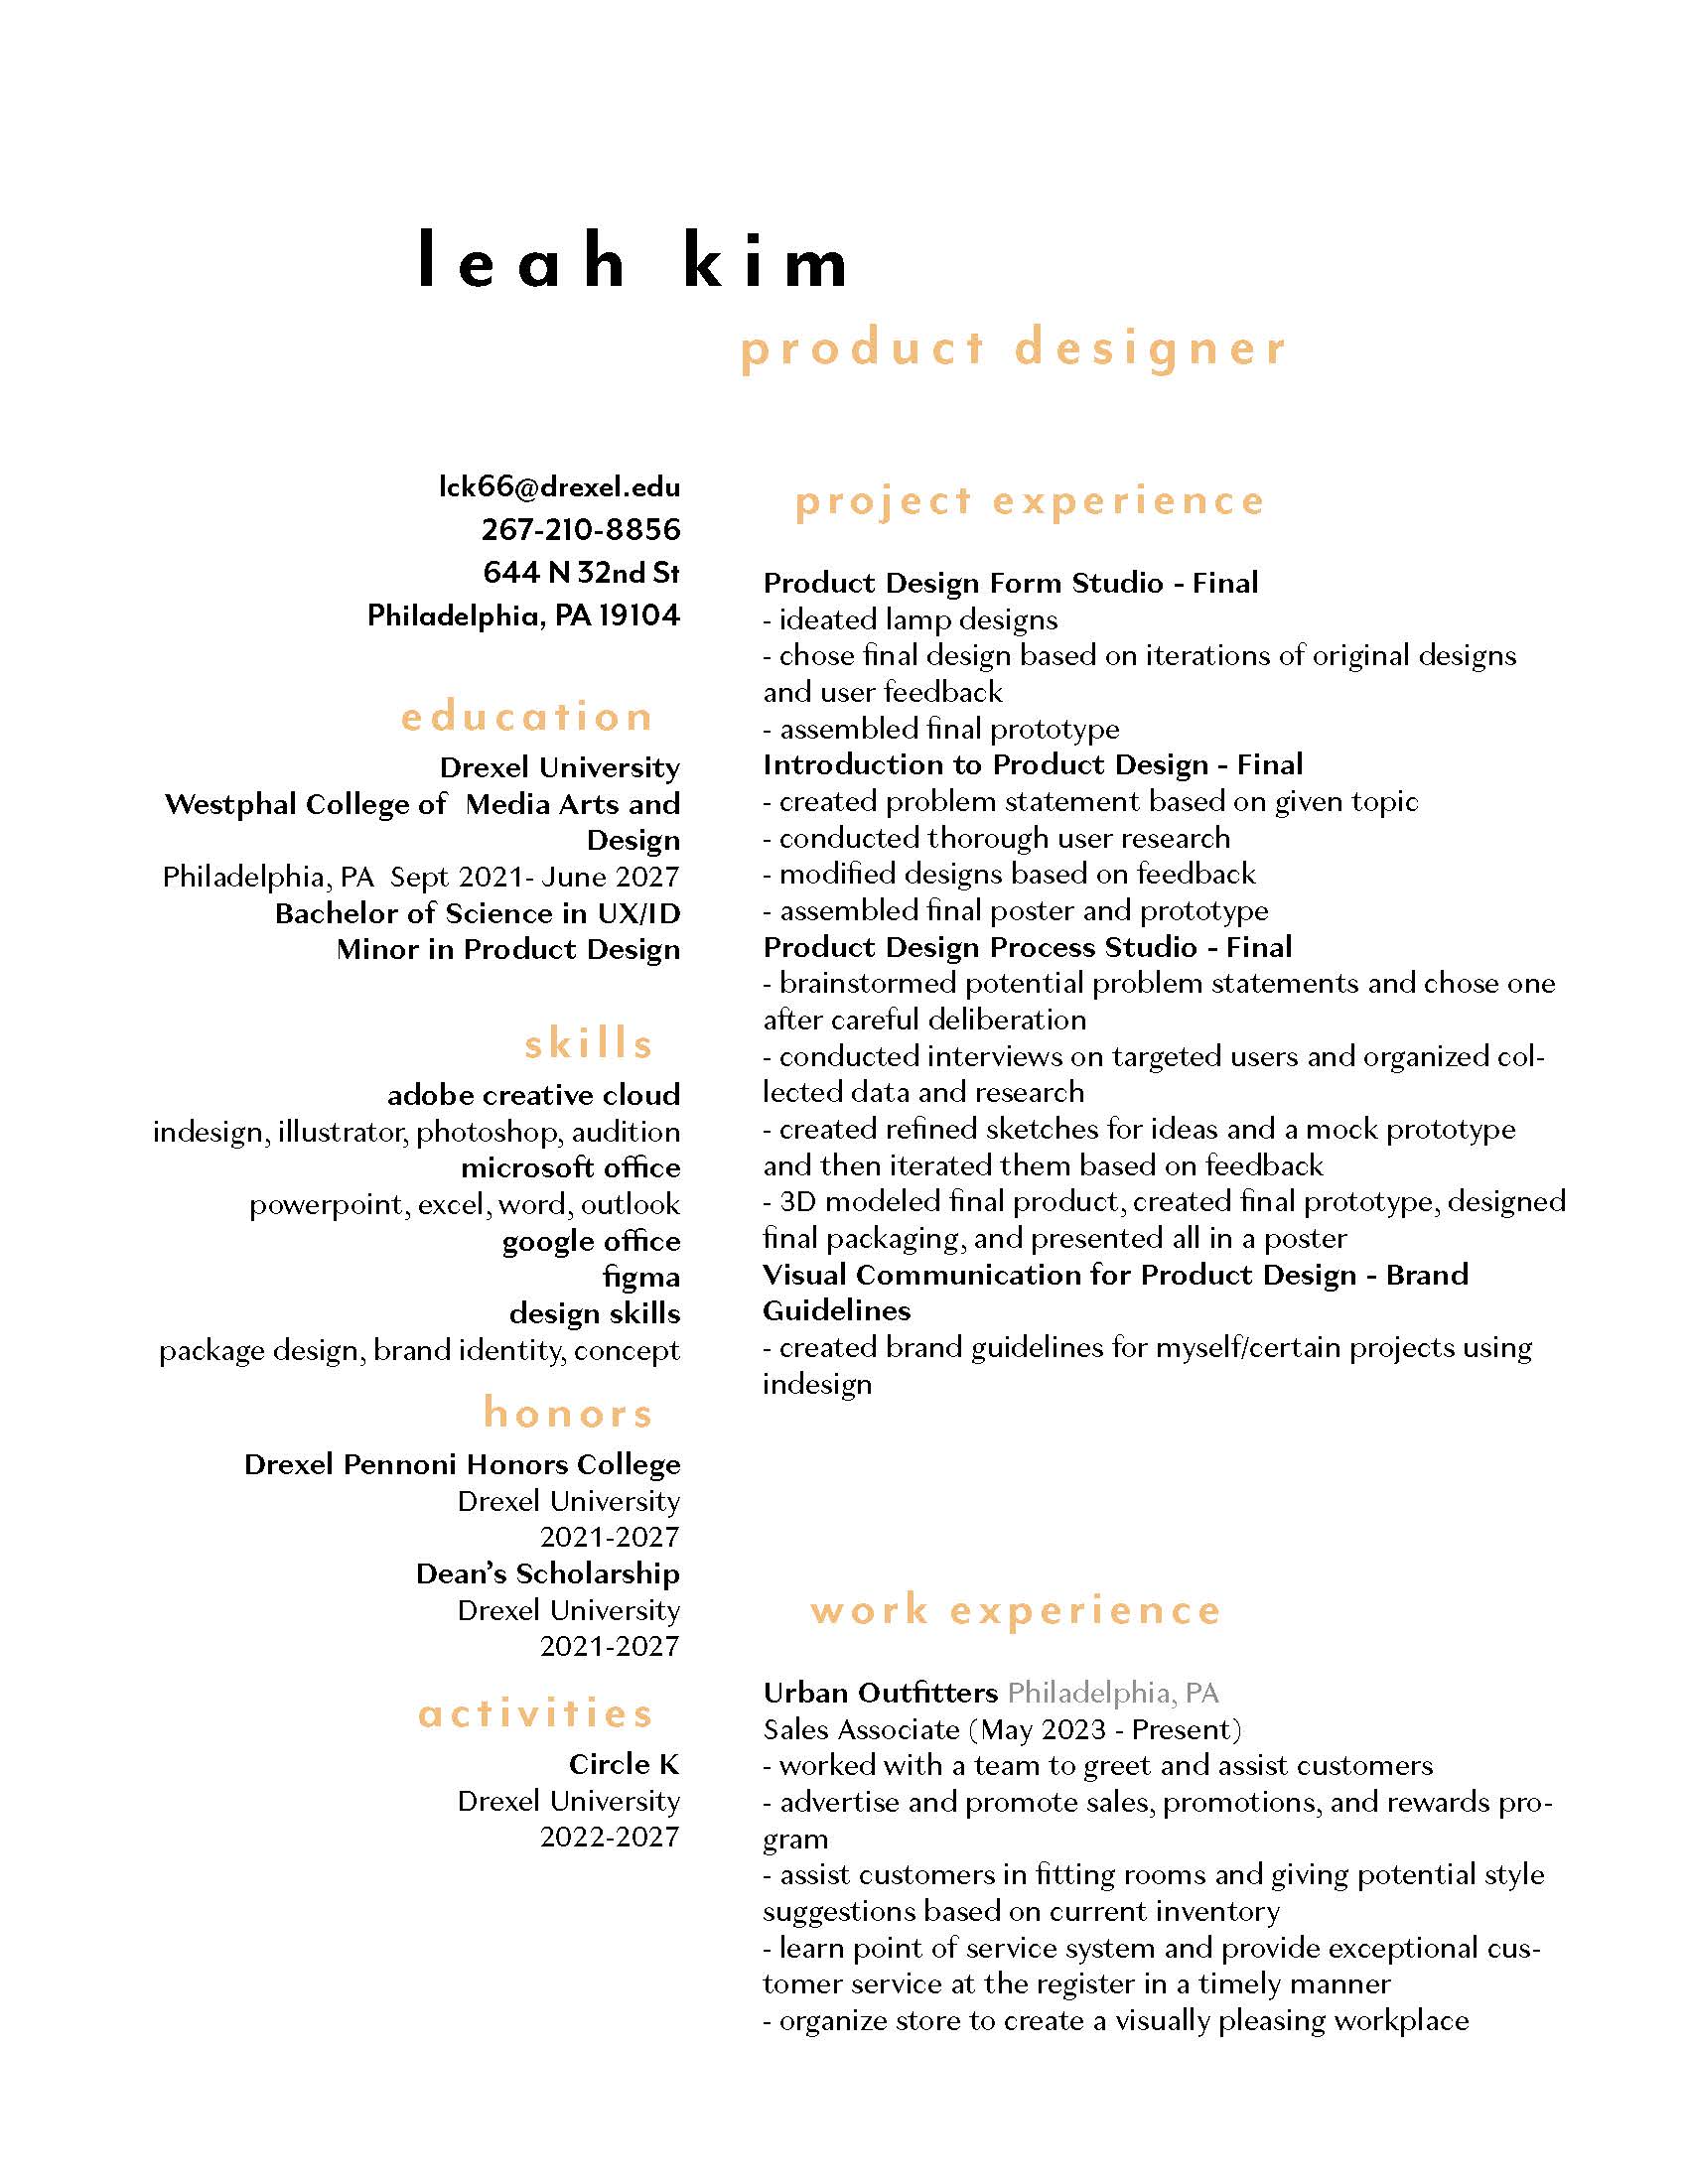 leah kim
product designer
lck66@drexel.edu
267-210-8856
644 N 32nd St
Philadelphia, PA 19104
education
Drexel University
Westphal College of  Media Arts and
Design
Philadelphia, PA  Sept 2021- June 2027
Bachelor of Science in UX/ID
Minor in Product Design
skills
adobe creative cloud
indesign, illustrator, photoshop, audition
microsoft office
powerpoint, excel, word, outlook
google office
figma
design skills
package design, brand identity, concept
honors
Drexel Pennoni Honors College
Drexel University
2021-2027
Dean’s Scholarship
Drexel University
2021-2027
activities
Circle K
Drexel University
2022-2027
project experience
Product Design Form Studio - Final
- ideated lamp designs
- chose final design based on iterations of original designs
and user feedback
- assembled final prototype
Introduction to Product Design - Final
- created problem statement based on given topic
- conducted thorough user research
- modified designs based on feedback
- assembled final poster and prototype
Product Design Process Studio - Final
- brainstormed potential problem statements and chose one
after careful deliberation
- conducted interviews on targeted users and organized col-
lected data and research
- created refined sketches for ideas and a mock prototype
and then iterated them based on feedback
- 3D modeled final product, created final prototype, designed
final packaging, and presented all in a poster
Visual Communication for Product Design - Brand
Guidelines
- created brand guidelines for myself/certain projects using
indesign
work experience
Urban Outfitters Philadelphia, PA
Sales Associate (May 2023 - Present)
- worked with a team to greet and assist customers
- advertise and promote sales, promotions, and rewards pro-
gram
- assist customers in fitting rooms and giving potential style
suggestions based on current inventory
- learn point of service system and provide exceptional cus-
tomer service at the register in a timely manner
- organize store to create a visually pleasing workplace